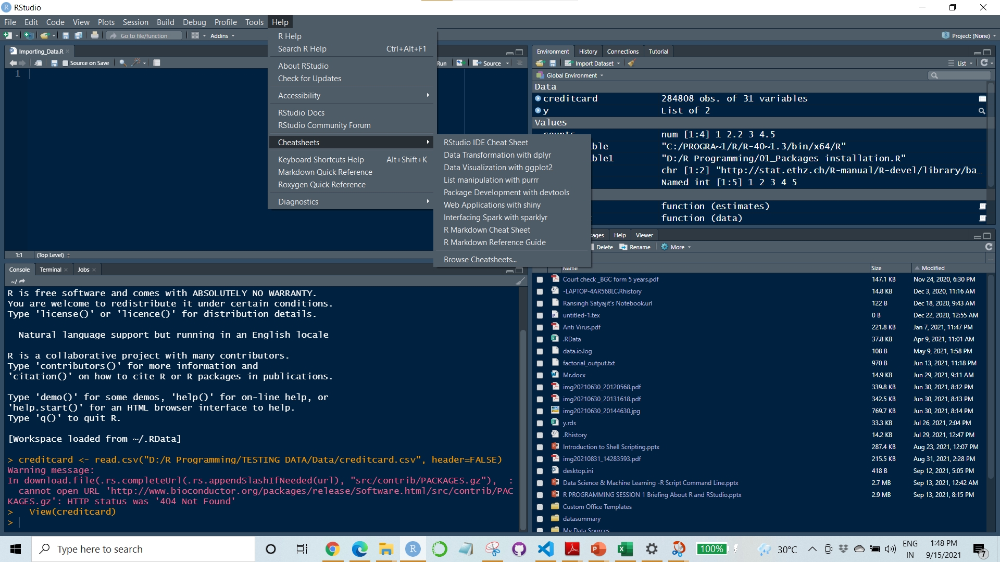 RStudio
File Edit Code View Plots Session Build Debug Profile Tools Help
Go to file/function Addins Project: (None)
R Help
Search R Help Ctrl+Alt+F1
About RStudio
Check for Updates
Accessibility
RStudio Docs
RStudio Community Forum
Cheatsheets
Keyboard Shortcuts Help Alt+Shift+K
Markdown Quick Reference
Roxygen Quick Reference
Diagnostics
RStudio IDE Cheat Sheet
Data Transformation with dplyr
Data Visualization with ggplot2
List manipulation with purrr
Package Development with devtools
Web Applications with shiny
Interfacing Spark with sparklyr
R Markdown Cheat Sheet
R Markdown Reference Guide
Browse Cheatsheets...
Importing_Data.R
Source on Save Run Source
1
1:1 (Top Level)
Environment History Connections Tutorial
Import Dataset List
Global Environment
Data
creditcard 284808 obs. of 31 variables
y List of 2
Values
counts num [1:4] 1 2.2 3 4.5
ble "C:/PROGRA~1/R/R-40~1.3/bin/x64/R"
ble1 "D:/R Programming/01_Packages installation.R"
chr [1:2] "http://stat.ethz.ch/R-manual/R-devel/library/ba...
Named int [1:5] 1 2 3 4 5
function (estimates)
function (data)
ages Help Viewer
Delete Rename More
...
Name Size Modified
Court check _BGC form 5 years.pdf 147.1 KB Nov 24, 2020, 6:30 PM
-LAPTOP-4AR568LC.Rhistory 14.8 KB Dec 3, 2020, 11:16 AM
Ransingh Satyajit's Notebook.url 122 B Dec 18, 2020, 9:43 AM
untitled-1.tex 0 B Dec 22, 2020, 12:55 AM
Anti Virus.pdf 221.8 KB Jan 7, 2021, 11:47 PM
.RData 37.8 KB Apr 9, 2021, 11:01 AM
data.io.log 108 B May 9, 2021, 1:58 PM
factorial_output.txt 970 B Jun 13, 2021, 11:18 PM
Mr.docx 14.9 KB Jun 29, 2021, 9:11 AM
img20210630_20120568.pdf 339.8 KB Jun 30, 2021, 8:12 PM
img20210630_20131618.pdf 342.5 KB Jun 30, 2021, 8:13 PM
img20210630_20144630.jpg 769.7 KB Jun 30, 2021, 8:14 PM
y.rds 33.3 KB Jul 26, 2021, 2:04 PM
.Rhistory 14.2 KB Jul 29, 2021, 12:47 PM
Introduction to Shell Scripting.pptx 287.4 KB Aug 23, 2021, 12:07 PM
img20210831_14283593.pdf 215.5 KB Aug 31, 2021, 2:28 PM
desktop.ini 418 B Sep 12, 2021, 5:05 PM
Data Science & Machine Learning -R Script Command Line.pptx 2.7 MB Sep 13, 2021, 12:42 AM
R PROGRAMMING SESSION 1 Briefing About R and RStudio.pptx 2.9 MB Sep 13, 2021, 8:15 PM
Custom Office Templates
datasummary
My Data Sources
Console Terminal Jobs
~/
R is free software and comes with ABSOLUTELY NO WARRANTY.
You are welcome to redistribute it under certain conditions.
Type 'license()' or 'licence()' for distribution details.
Natural language support but running in an English locale
R is a collaborative project with many contributors.
Type 'contributors()' for more information and
'citation()' on how to cite R or R packages in publications.
Type 'demo()' for some demos, 'help()' for on-line help, or
'help.start()' for an HTML browser interface to help.
Type 'q()' to quit R.
[Workspace loaded from ~/.RData]
> creditcard <- read.csv("D:/R Programming/TESTING DATA/Data/creditcard.csv", header=FALSE)
Warning message:
In download.file(.rs.completeUrl(.rs.appendSlashIfNeeded(url), "src/contrib/PACKAGES.gz"), :
cannot open URL 'http://www.bioconductor.org/packages/release/Software.html/src/contrib/PAC
KAGES.gz': HTTP status was '404 Not Found'
> View(creditcard)
>
Type here to search
100% 30°C ENG 1:48 PM
IN 9/15/2021 7